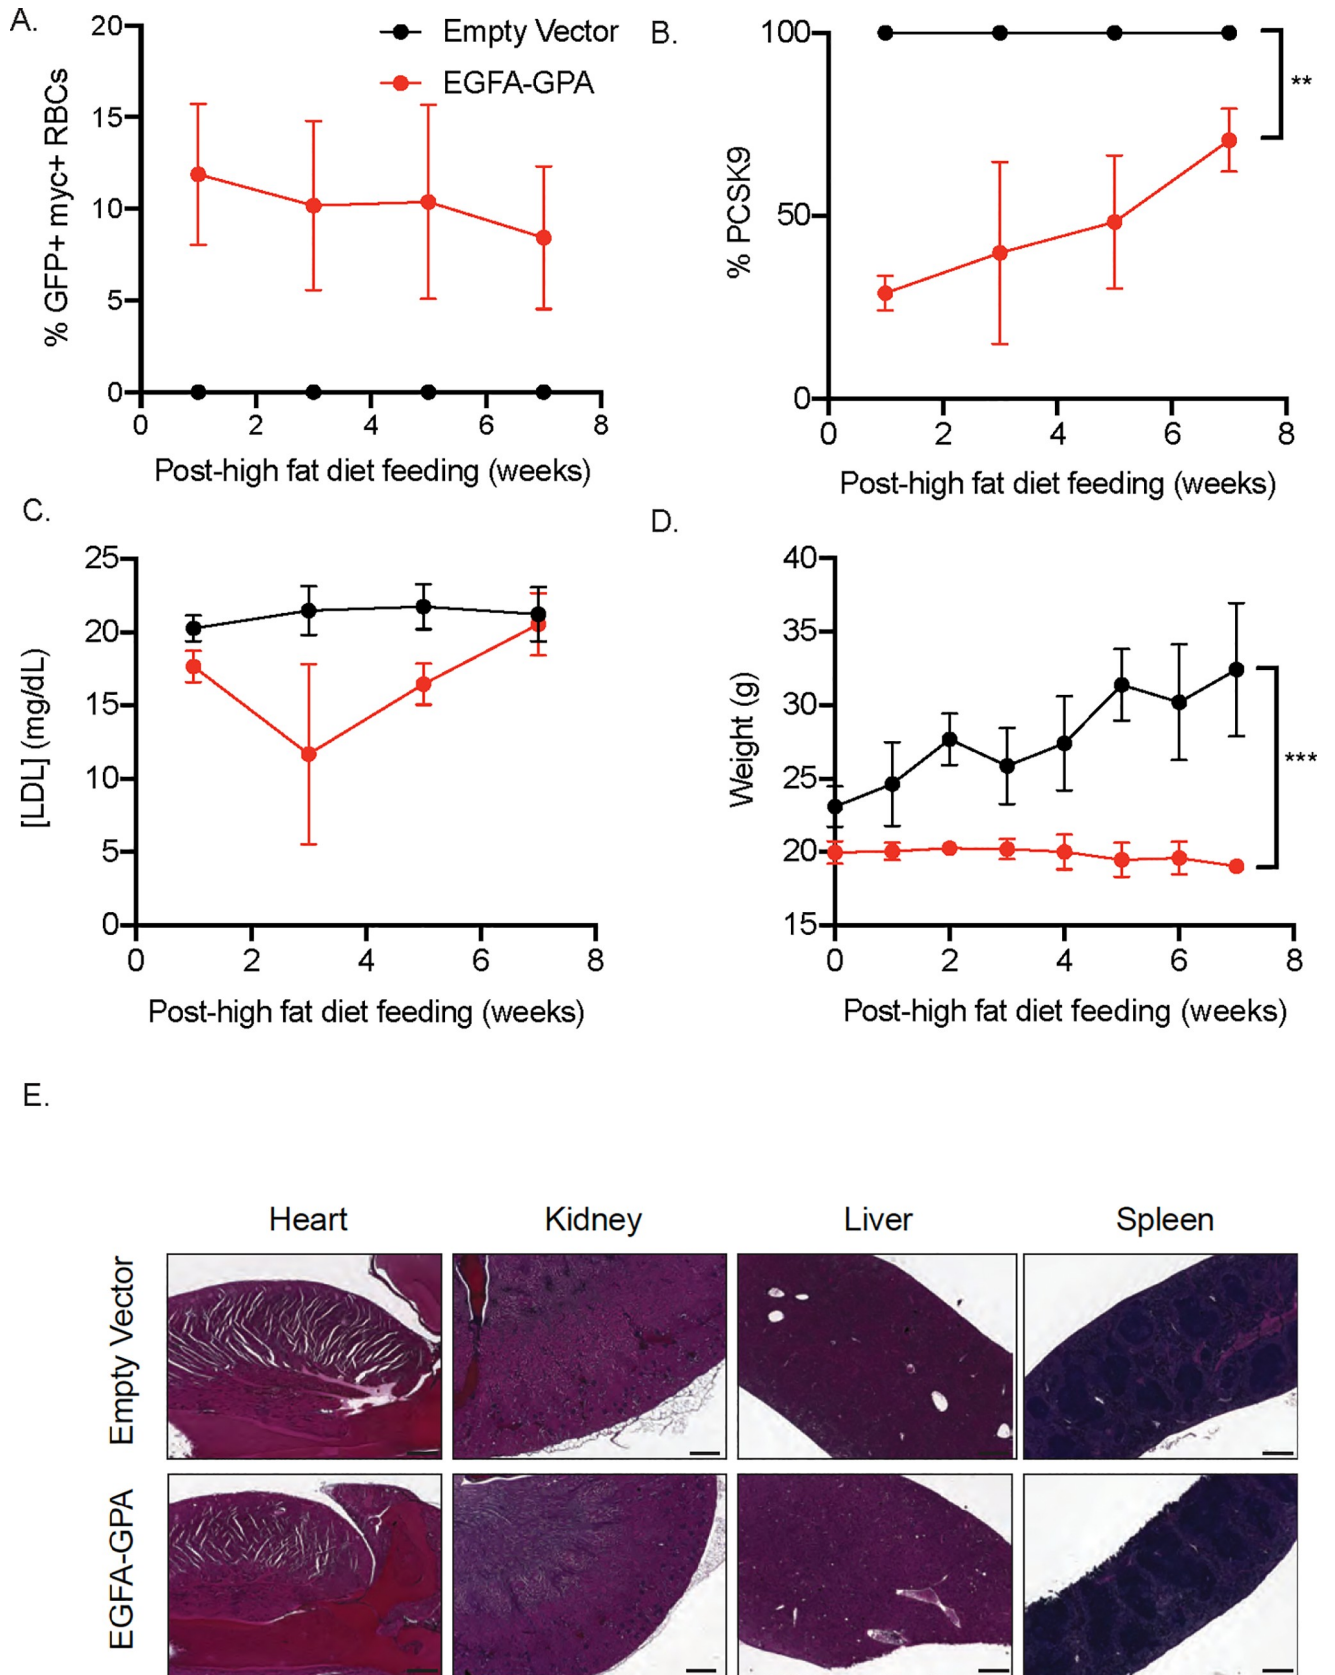 A.
20
15
10
5
0
0
2
4
6
8
% GFP+ myc+ RBCs
Post-high fat diet feeding (weeks)
Empty Vector
EGFA-GPA
B.
100
50
0
0
2
4
6
8
% PCSK9
Post-high fat diet feeding (weeks)
**
C.
25
20
15
10
5
0
0
2
4
6
8
[LDL] (mg/dL)
Post-high fat diet feeding (weeks)
D.
40
35
30
25
20
15
0
2
4
6
8
Weight (g)
Post-high fat diet feeding (weeks)
***
E.
Heart
Kidney
Liver
Spleen
Empty Vector
EGFA-GPA